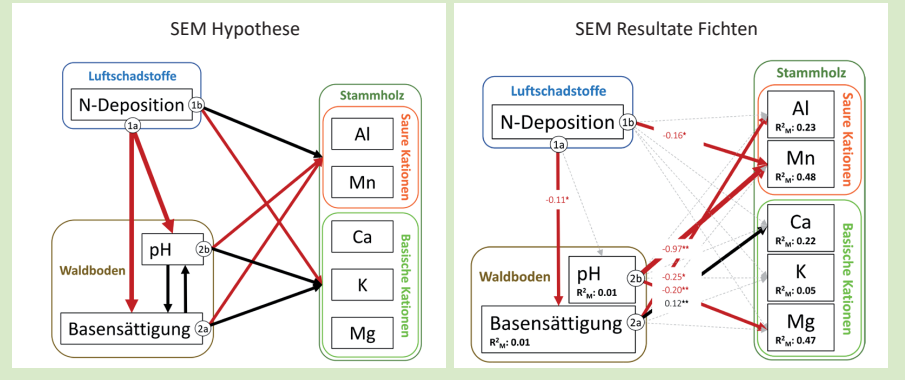 SEM Hypothese
Luftschadstoffe
N-Deposition
1b
1a
Stammholz
Al
Mn
Saure Kationen
Ca
K
Mg
Basische Kationen
Waldboden
pH
2b
Basensättigung
2a
SEM Resultate Fichten
Luftschadstoffe
N-Deposition
1b
1a
-0.16*
-0.11*
Stammholz
Al
R²M: 0.23
Mn
R²M: 0.48
Saure Kationen
Ca
R²M: 0.22
K
R²M: 0.05
Mg
R²M: 0.47
Basische Kationen
-0.97**
-0.25*
-0.20**
0.12**
Waldboden
pH
2b
R²M: 0.01
Basensättigung
2a
R²M: 0.01